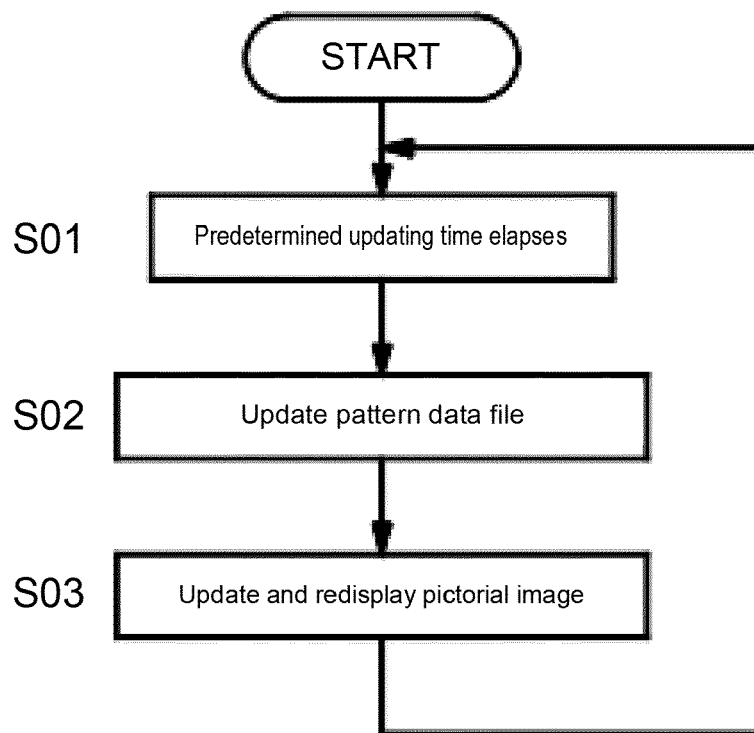 START
S01
Predetermined updating time elapses
S02
Update pattern data file
S03
Update and redisplay pictorial image